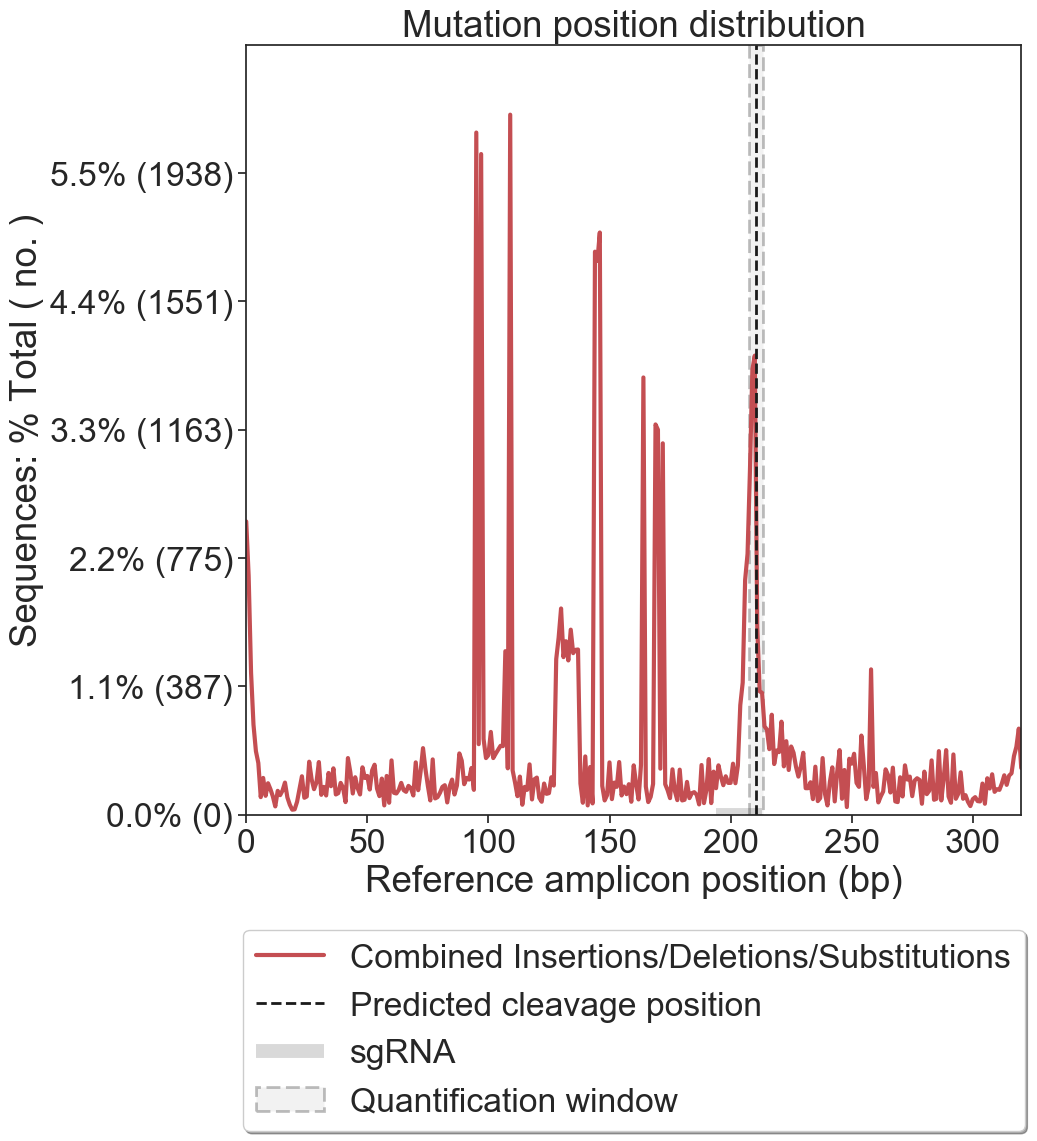 Mutation position distribution
Sequences: % Total ( no. )
5.5% (1938)
4.4% (1551)
3.3% (1163)
2.2% (775)
1.1% (387)
0.0% (0)
0 50 100 150 200 250 300
Reference amplicon position (bp)
Combined Insertions/Deletions/Substitutions
Predicted cleavage position
sgRNA
Quantification window